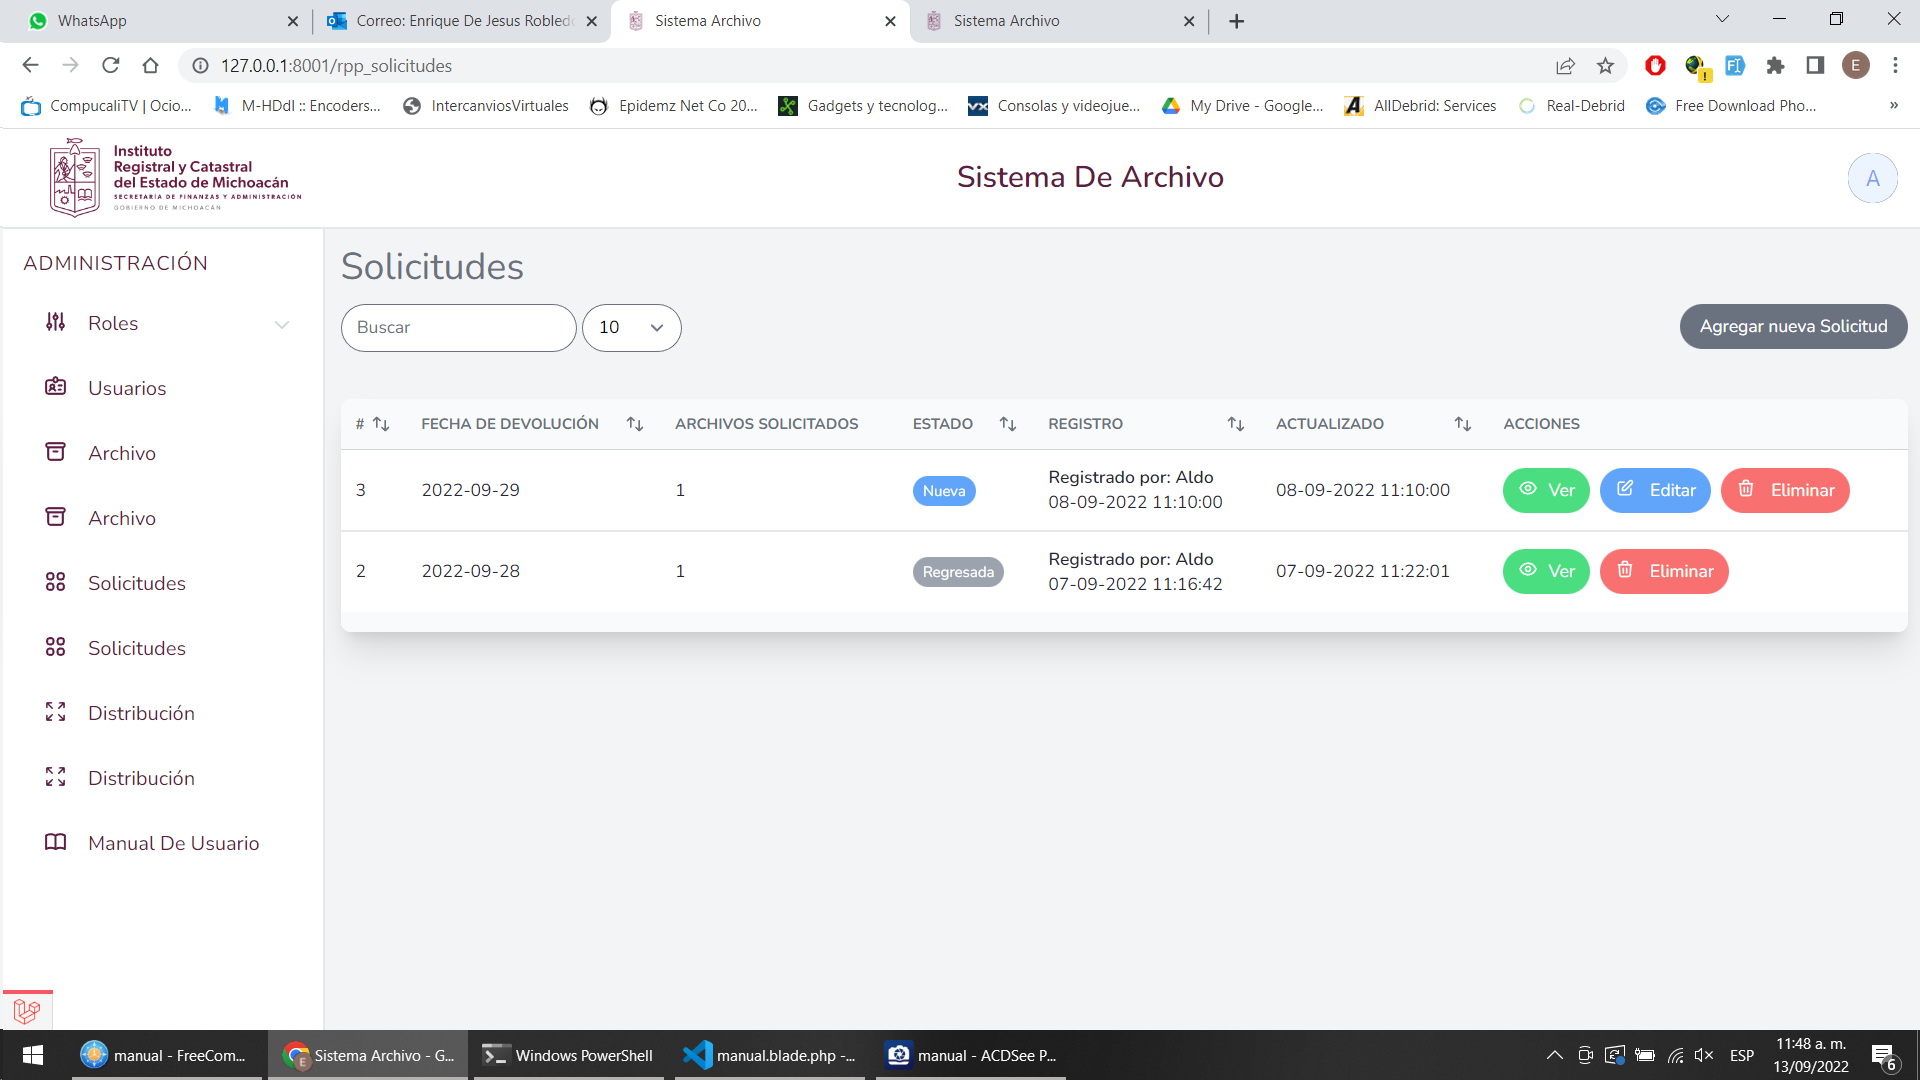 WhatsApp
Correo: Enrique De Jesus Robled
Sistema Archivo
Sistema Archivo
127.0.0.1:8001/rpp_solicitudes
E
CompucaliTV | Ocio...
M-HDdl :: Encoders...
IntercanviosVirtuales
Epidemz Net Co 20...
Gadgets y tecnolog...
Consolas y videojue...
My Drive - Google...
AllDebrid: Services
Real-Debrid
Free Download Pho...
»
Instituto
Registral y Catastral
del Estado de Michoacán
SECRETARÍA DE FINANZAS Y ADMINISTRACIÓN
GOBIERNO DE MICHOACÁN
Sistema De Archivo
A
ADMINISTRACIÓN
Roles
Usuarios
Archivo
Archivo
Solicitudes
Solicitudes
Distribución
Distribución
Manual De Usuario
Solicitudes
Buscar
10
Agregar nueva Solicitud
# FECHA DE DEVOLUCIÓN ARCHIVOS SOLICITADOS ESTADO REGISTRO ACTUALIZADO ACCIONES
3 2022-09-29 1 Nueva Registrado por: Aldo 08-09-2022 11:10:00 Ver Editar Eliminar
08-09-2022 11:10:00
2 2022-09-28 1 Regresada Registrado por: Aldo 07-09-2022 11:22:01 Ver Eliminar
07-09-2022 11:16:42
manual - FreeCom...
Sistema Archivo - G...
Windows PowerShell
manual.blade.php -...
manual - ACDSee P...
ESP
11:48 a. m.
13/09/2022
6